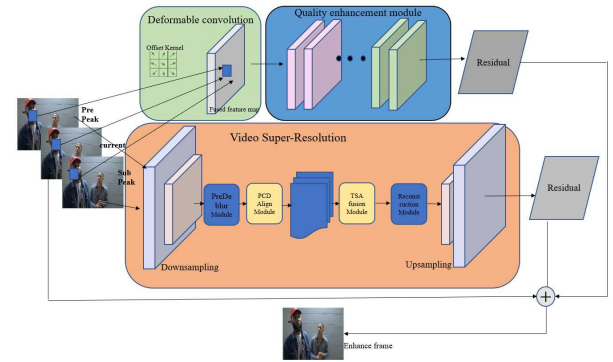 Deformable convolution
Quality enhancement module
Offset Kernel
Fused feature map
Residual
Pre
Peak
current
Sub
Peak
Video Super-Resolution
PreDe
blur
Module
PCD
Align
Module
TSA
fusion
Module
Reconst
ruction
Module
Residual
Downsampling
Upsampling
Enhance frame